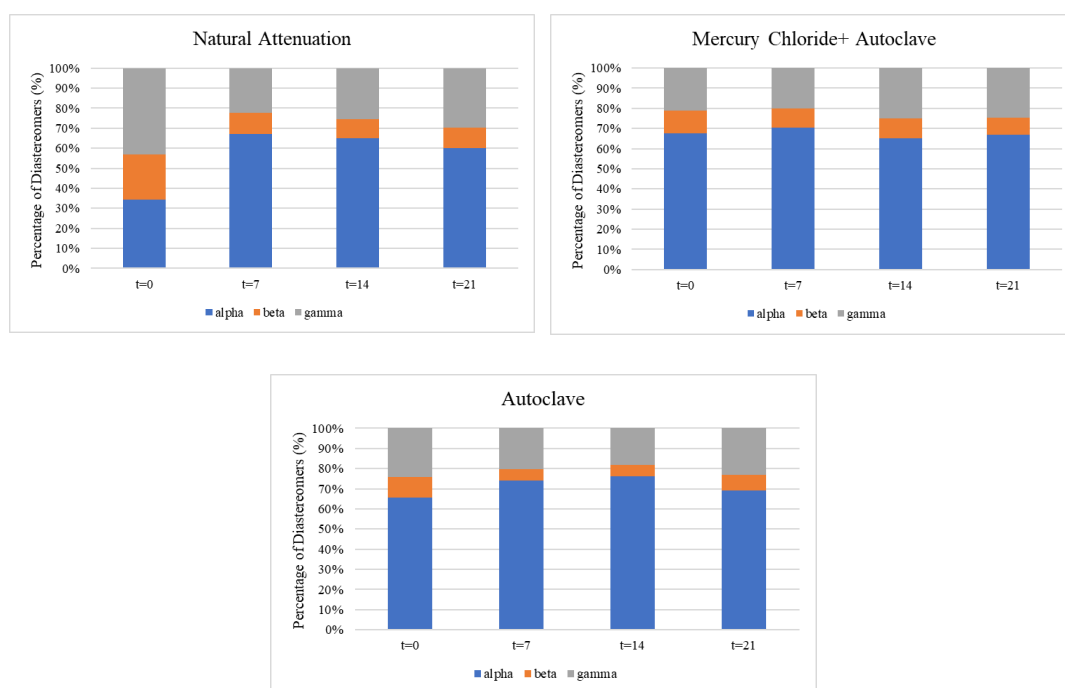 Natural Attenuation
Percentage of Diastereomers (%)
100%
90%
80%
70%
60%
50%
40%
30%
20%
10%
0%
t=0 t=7 t=14 t=21
alpha beta gamma
Mercury Chloride+ Autoclave
Percentage of Diastereomers (%)
100%
90%
80%
70%
60%
50%
40%
30%
20%
10%
0%
t=0 t=7 t=14 t=21
alpha beta gamma
Autoclave
Percentage of Diastereomers (%)
100%
90%
80%
70%
60%
50%
40%
30%
20%
10%
0%
t=0 t=7 t=14 t=21
alpha beta gamma